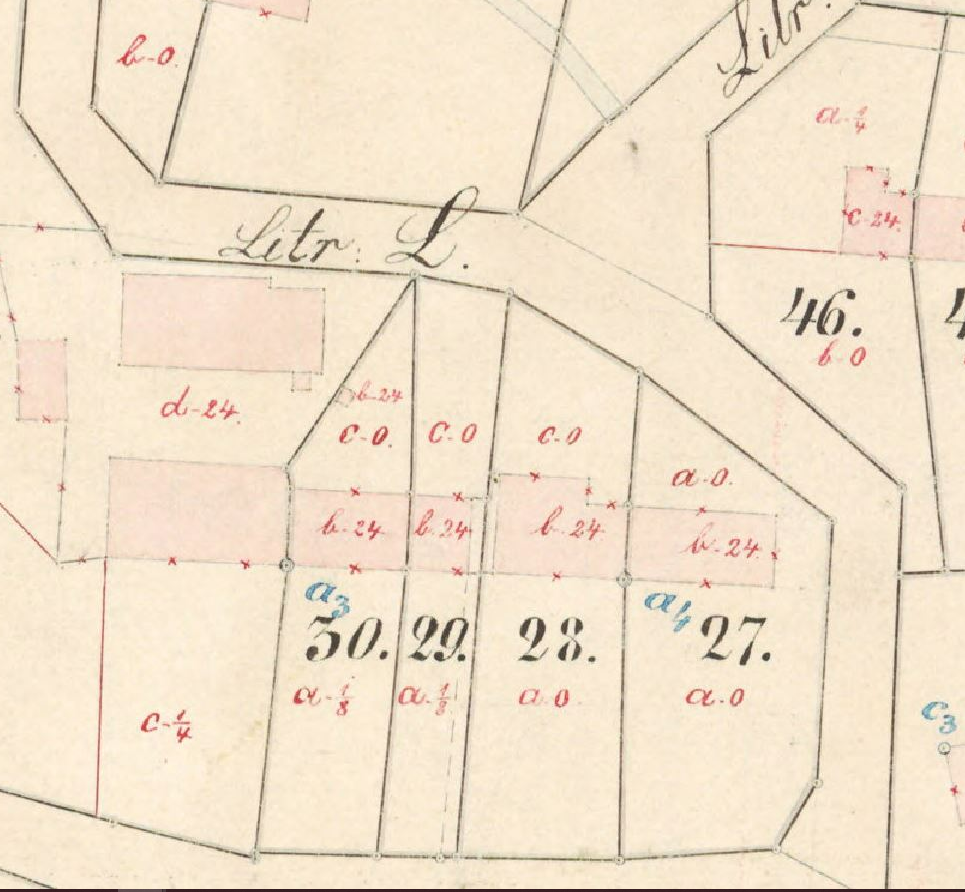 b-0.
Litr.
a-1/4
c-24.
Litr: L.
46.
b-0
b-24
d-24.
c-0.
c-0
c-0
a-0.
b-24
b-24
b-24
b-24.
a3
a4
30.
29.
28.
27.
a-1/8
a-1/8
a-0.
a-0
c-1/4
c3